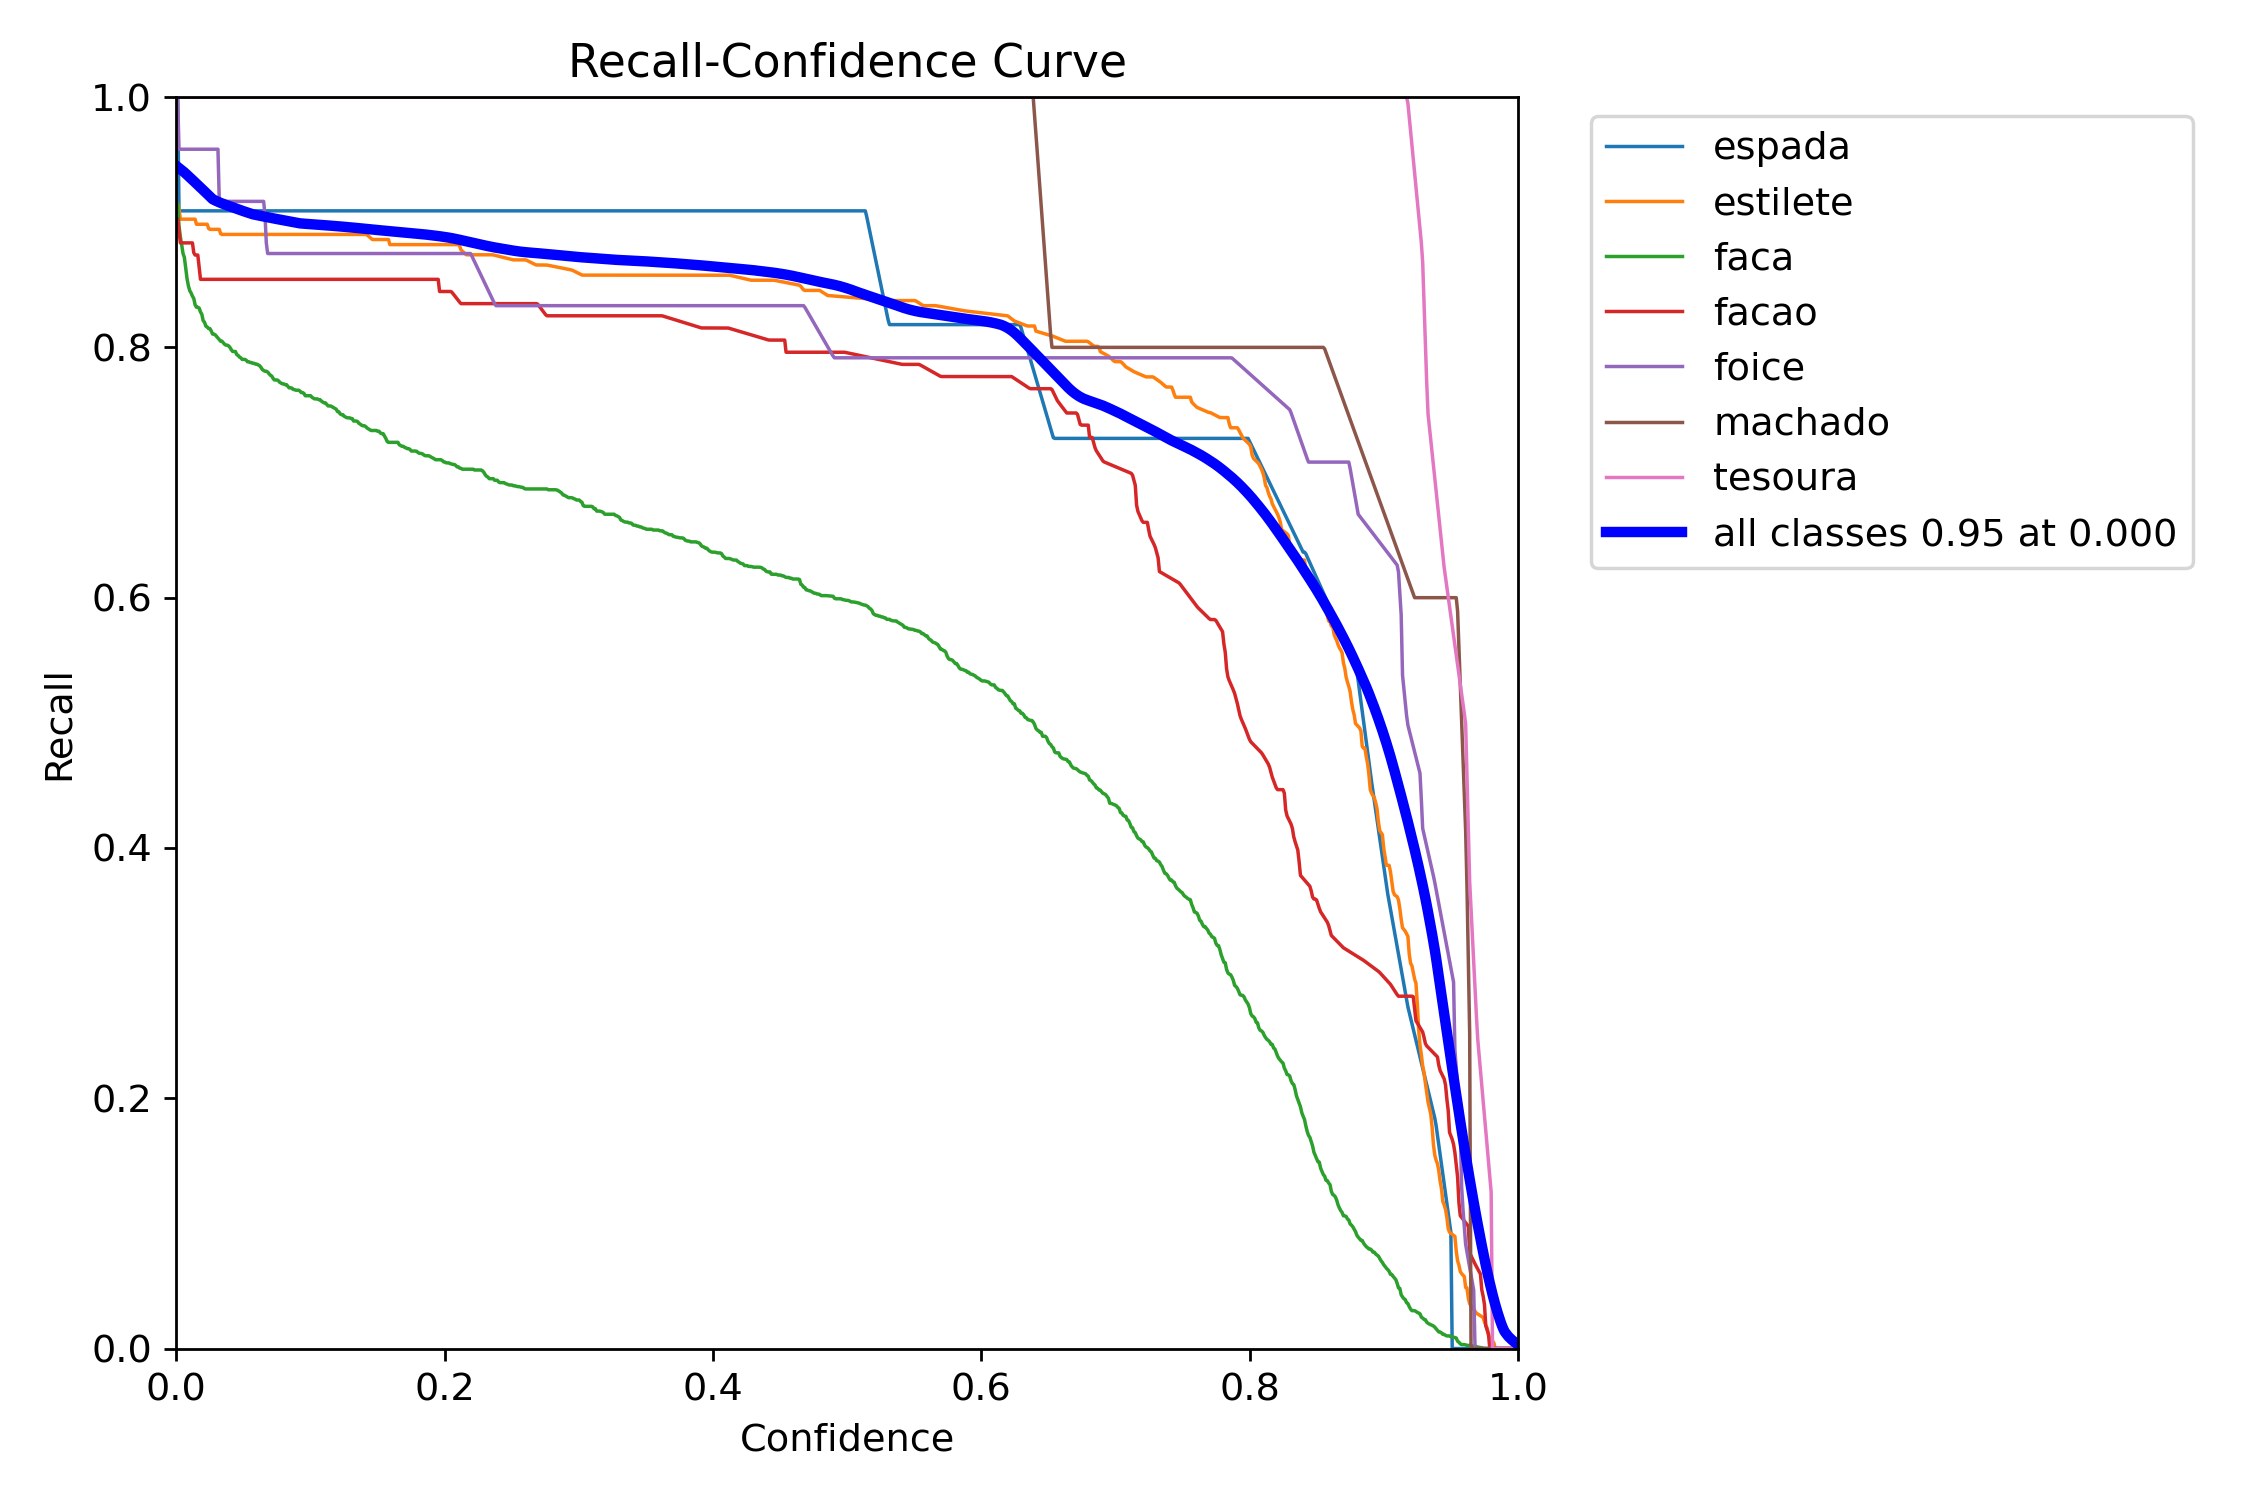 Recall-Confidence Curve
1.0
0.8
0.6
0.4
0.2
0.0
Recall
0.0 0.2 0.4 0.6 0.8 1.0
Confidence
espada
estilete
faca
facao
foice
machado
tesoura
all classes 0.95 at 0.000